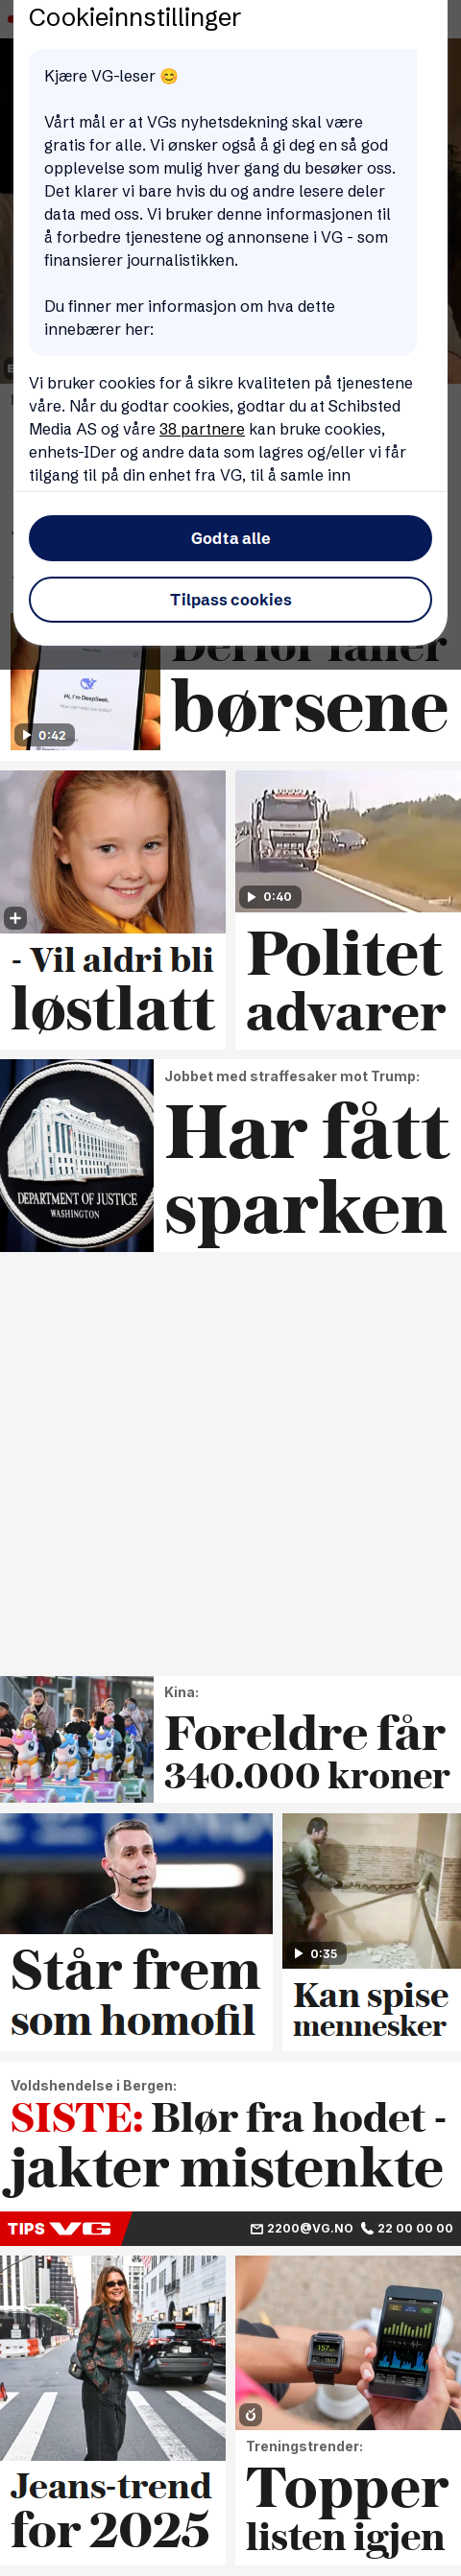 Cookieinnstillinger
Kjære VG-leser 😊
Vårt mål er at VGs nyhetsdekning skal være
gratis for alle. Vi ønsker også å gi deg en så god
opplevelse som mulig hver gang du besøker oss.
Det klarer vi bare hvis du og andre lesere deler
data med oss. Vi bruker denne informasjonen til
å forbedre tjenestene og annonsene i VG - som
finansierer journalistikken.
Du finner mer informasjon om hva dette
innebærer her:
Vi bruker cookies for å sikre kvaliteten på tjenestene
våre. Når du godtar cookies, godtar du at Schibsted
Media AS og våre 38 partnere kan bruke cookies,
enhets-IDer og andre data som lagres og/eller vi får
tilgang til på din enhet fra VG, til å samle inn
Godta alle
Tilpass cookies
Derfor faller
børsene
Hi, I'm DeepSeek.
0:42
0:40
- Vil aldri bli
løstlatt
Politet
advarer
DEPARTMENT OF JUSTICE
WASHINGTON
Jobbet med straffesaker mot Trump:
Har fått
sparken
Kina:
Foreldre får
340.000 kroner
Står frem
som homofil
0:35
Kan spise
mennesker
Voldshendelse i Bergen:
SISTE: Blør fra hodet -
jakter mistenkte
TIPS VG 2200@VG.NO 22 00 00 00
Jeans-trend
for 2025
157
Treningstrender:
Topper
listen igjen